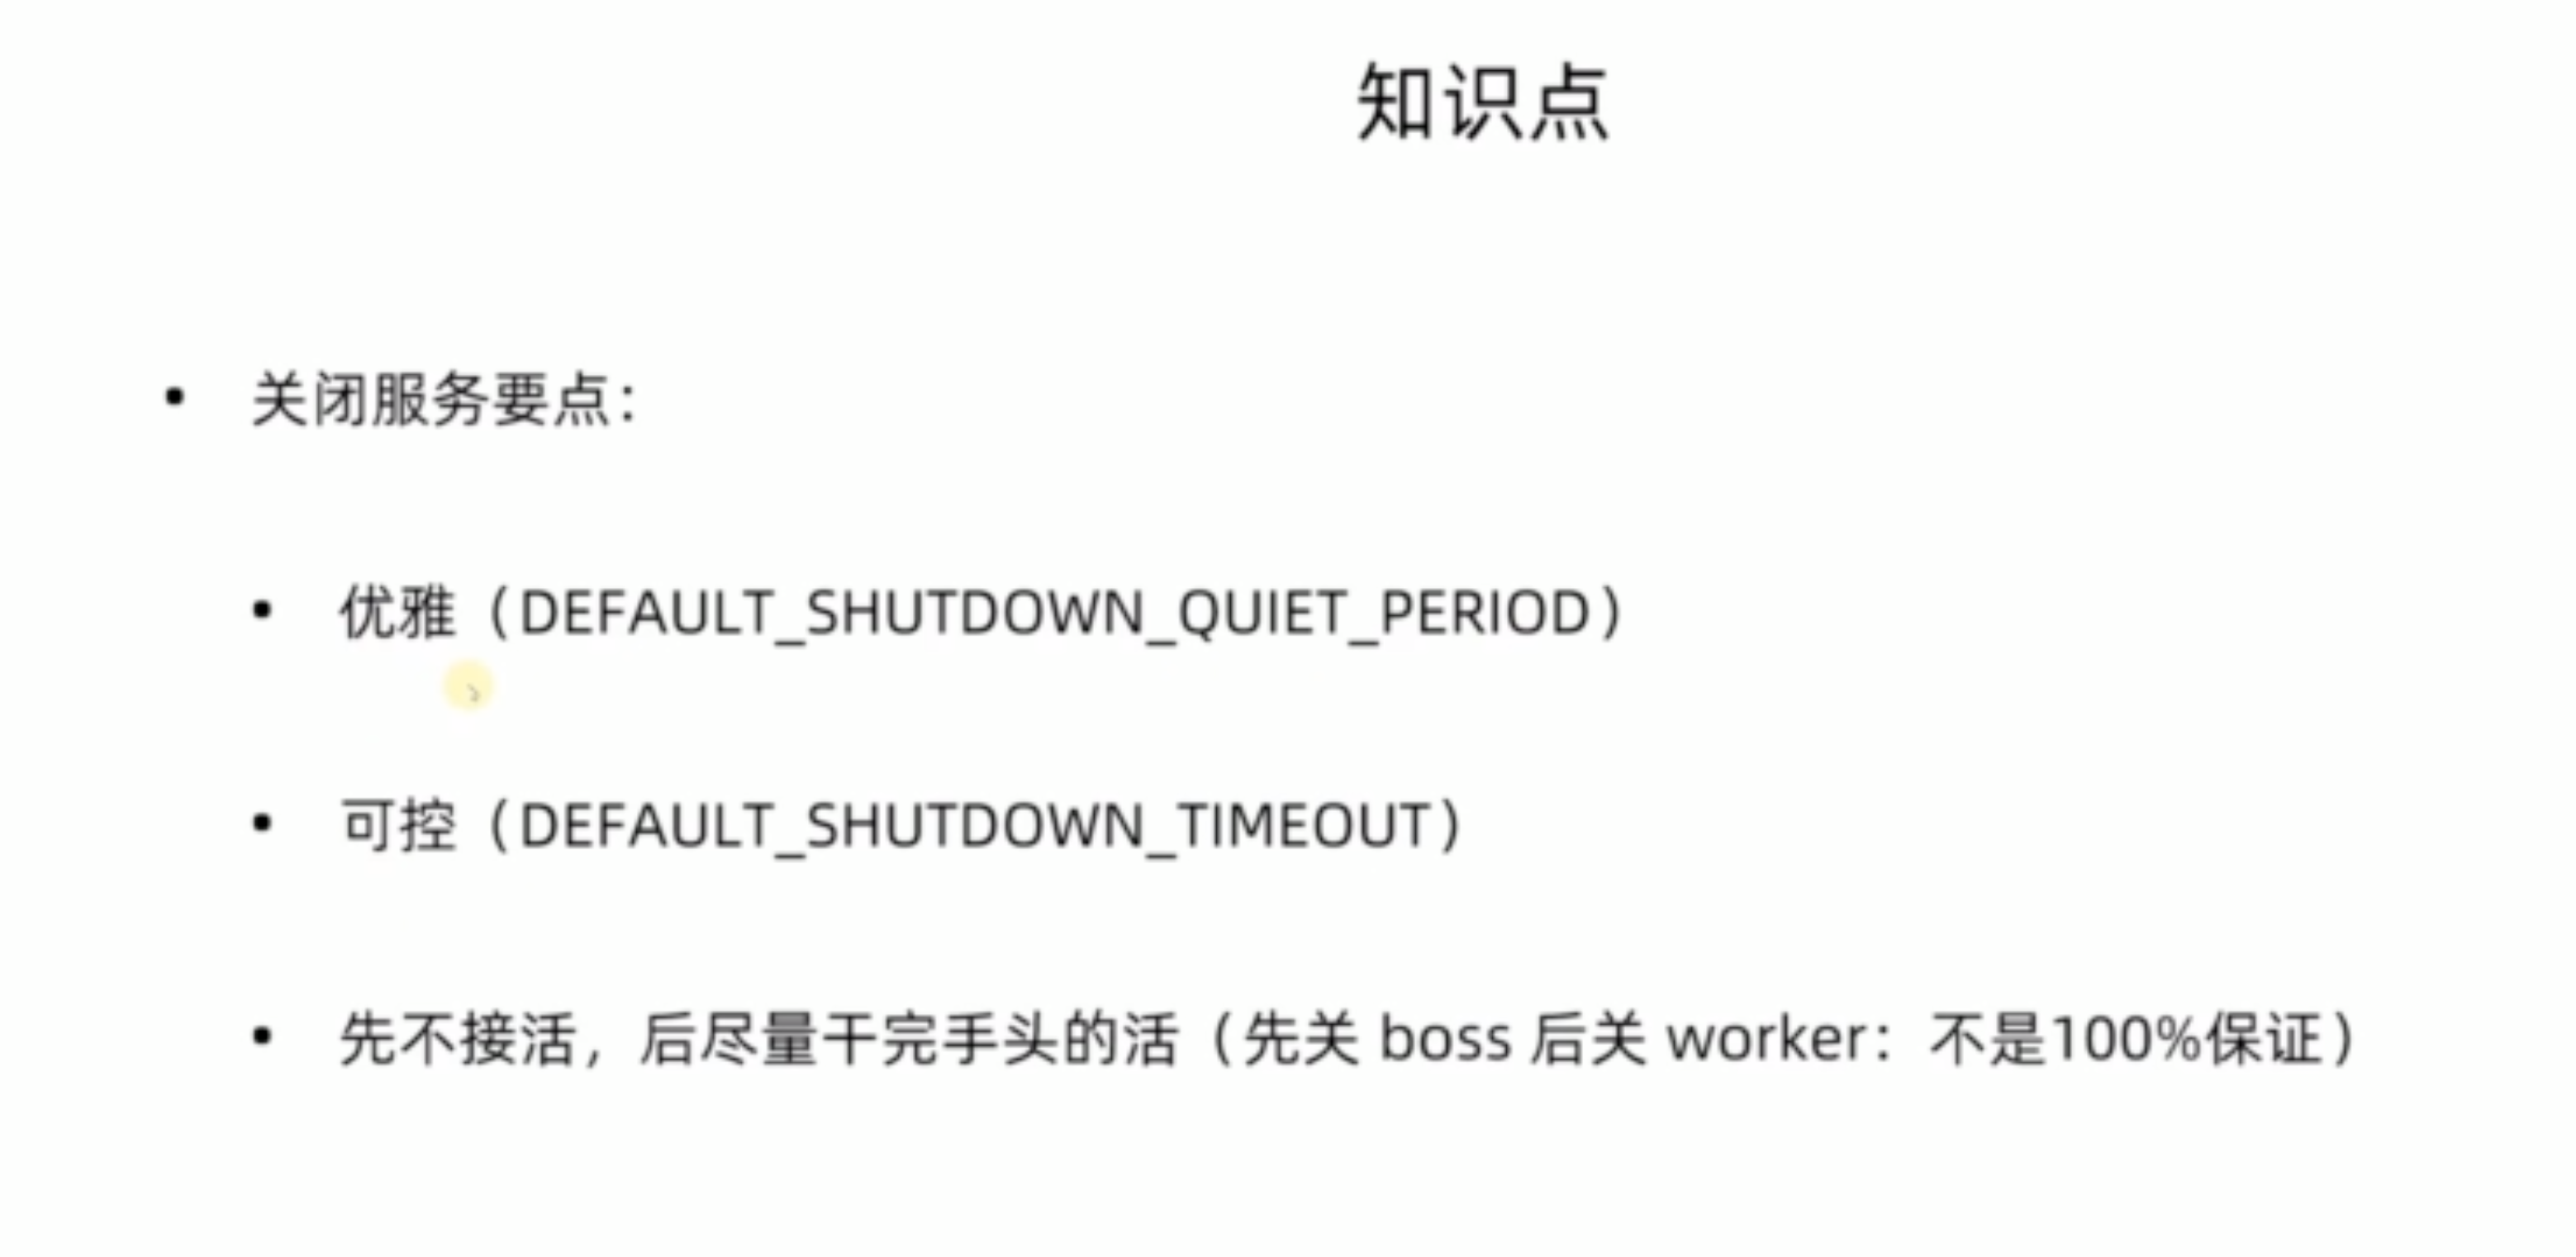 知识点
• 关闭服务要点：
• 优雅（DEFAULT_SHUTDOWN_QUIET_PERIOD）
• 可控（DEFAULT_SHUTDOWN_TIMEOUT）
• 先不接活，后尽量干完手头的活（先关 boss 后关 worker：不是100%保证）